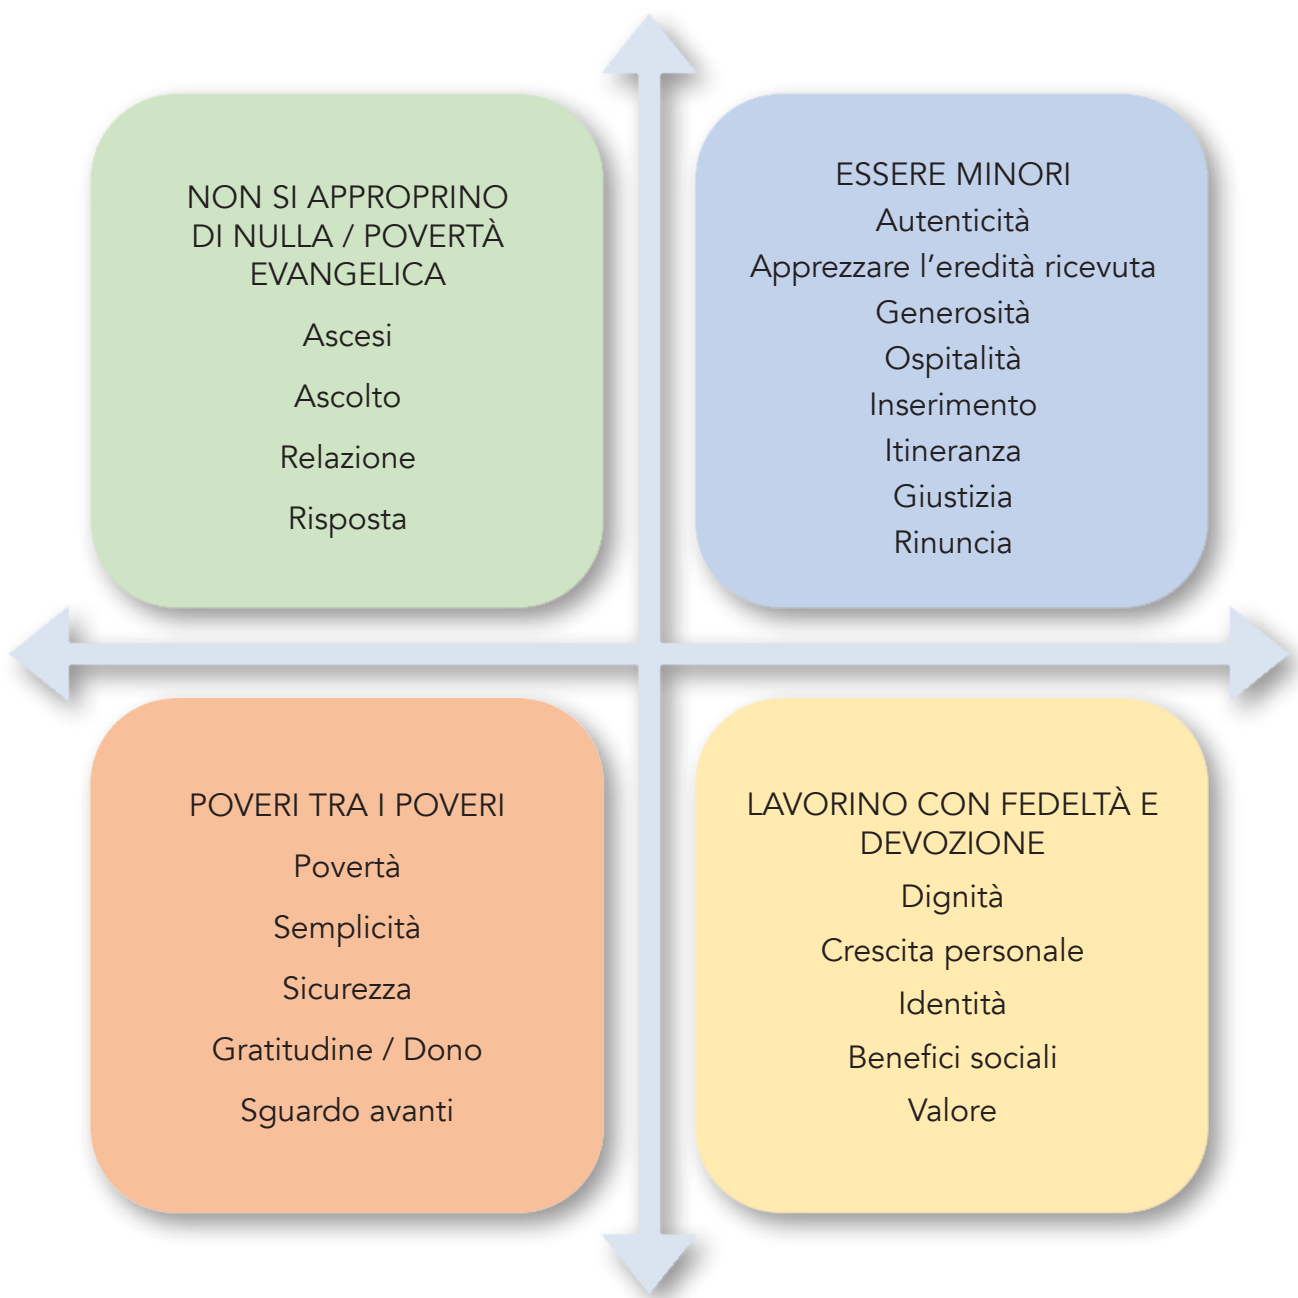 NON SI APPROPRINO
DI NULLA / POVERTÀ
EVANGELICA
Ascesi
Ascolto
Relazione
Risposta
ESSERE MINORI
Autenticità
Apprezzare l'eredità ricevuta
Generosità
Ospitalità
Inserimento
Itineranza
Giustizia
Rinuncia
POVERI TRA I POVERI
Povertà
Semplicità
Sicurezza
Gratitudine / Dono
Sguardo avanti
LAVORINO CON FEDELTÀ E
DEVOZIONE
Dignità
Crescita personale
Identità
Benefici sociali
Valore